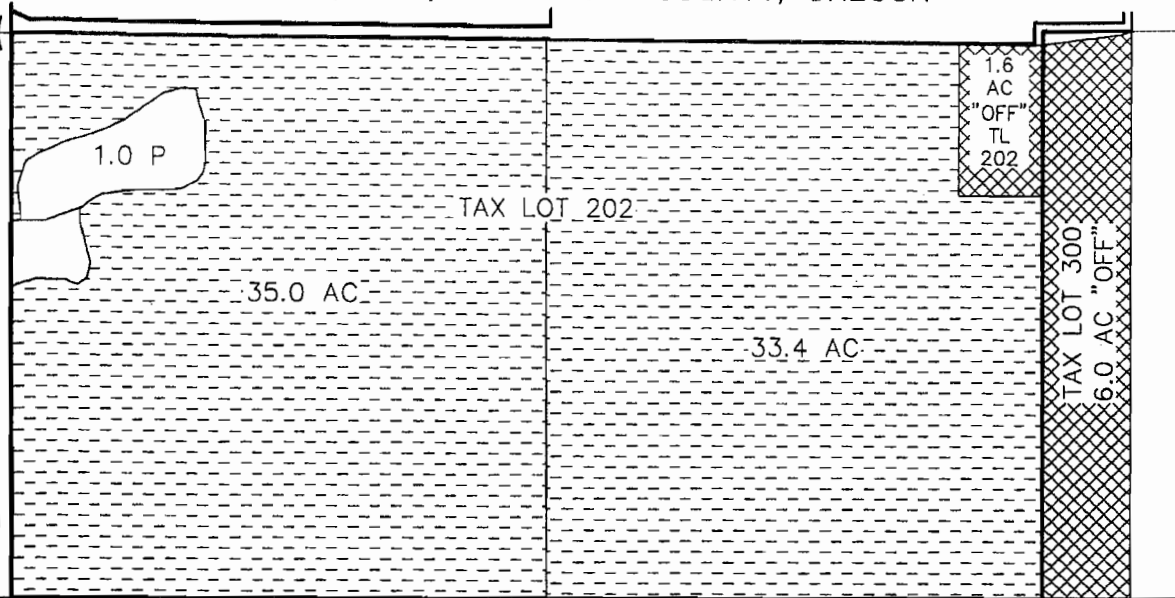 1.6
AC
"OFF"
TL
202
1.0 P
TAX LOT 202
35.0 AC
33.4 AC
TAX LOT 300
6.0 AC "OFF"